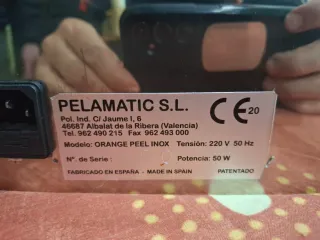 PELAMATIC S.L.
Pol. Ind. C/ Jaume I, 6
46687 Albalat de la Ribera (Valencia)
Tel. 962 490 215 Fax 962 493 000
CE 20
Modelo: ORANGE PEEL INOX Tensión: 220 V 50 Hz
Nº. de Serie: Potencia: 50 W
FABRICADO EN ESPAÑA - MADE IN SPAIN PATENTADO